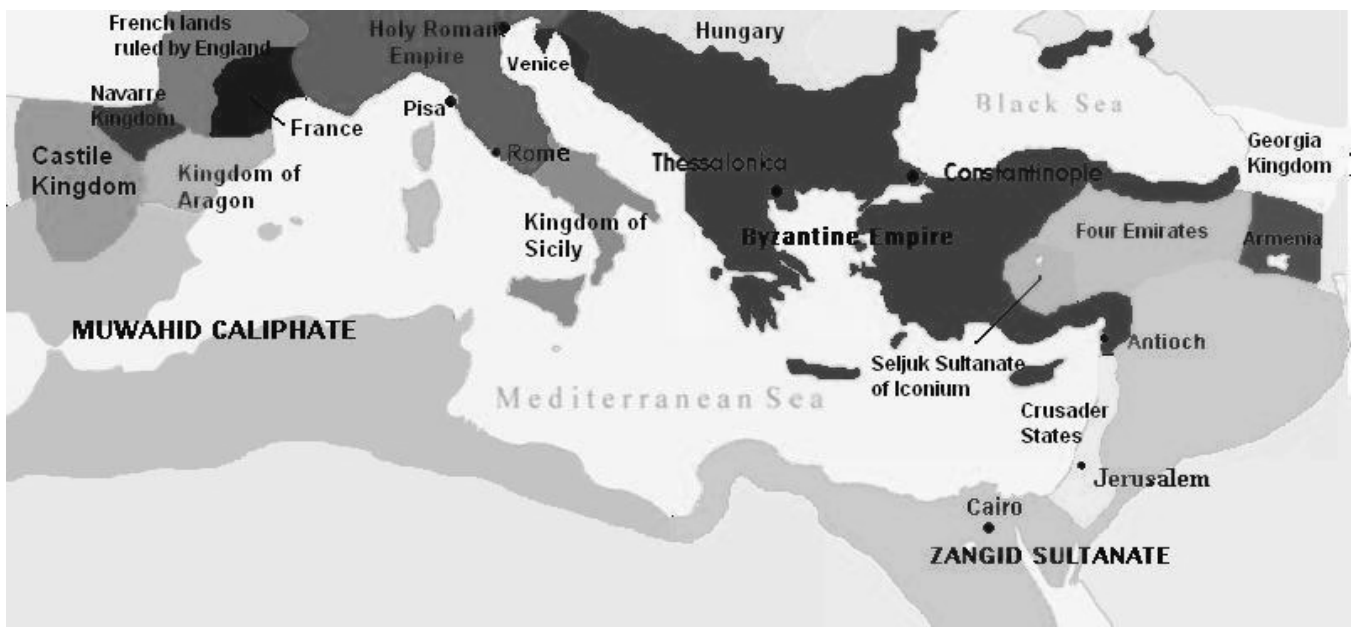 French lands
ruled by England
Holy Roman
Empire
Hungary
Venice
Black Sea
Navarre
Kingdom
Pisa
France
Georgia
Kingdom
Castile
Kingdom
Kingdom of
Aragon
Rome
Thessalonica
Constantinople
Kingdom of
Sicily
Byzantine Empire
Four Emirates
Armenia
MUWAHID CALIPHATE
Antioch
Seljuk Sultanate
of Iconium
Mediterranean Sea
Crusader
States
Jerusalem
Cairo
ZANGID SULTANATE